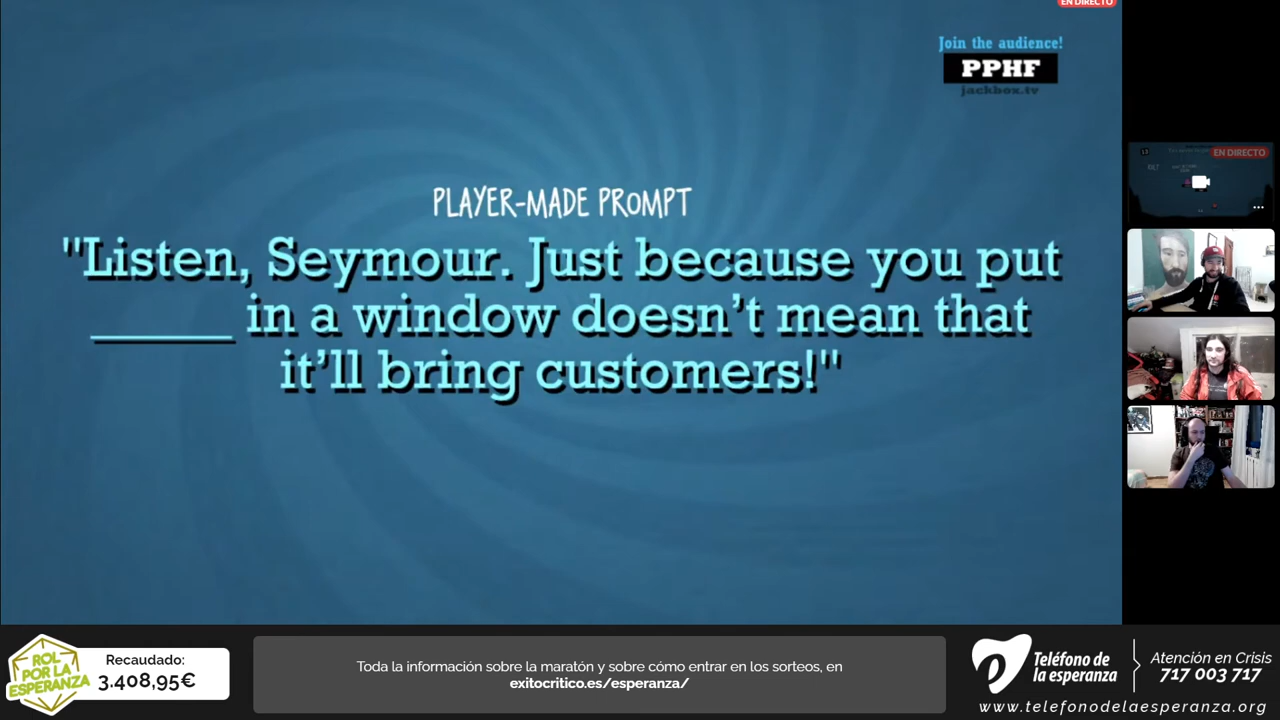 EN DIRECTO
Join the audience!
PPHF
jackbox.tv
EN DIRECTO
PLAYER-MADE PROMPT
"Listen, Seymour. Just because you put
_____ in a window doesn't mean that
it'll bring customers!"
ROL
POR LA
ESPERANZA
Recaudado:
3.408,95€
Toda la información sobre la maratón y sobre cómo entrar en los sorteos, en
exitocritico.es/esperanza/
Teléfono de
la esperanza
Atención en Crisis
717 003 717
www.telefonodelaesperanza.org